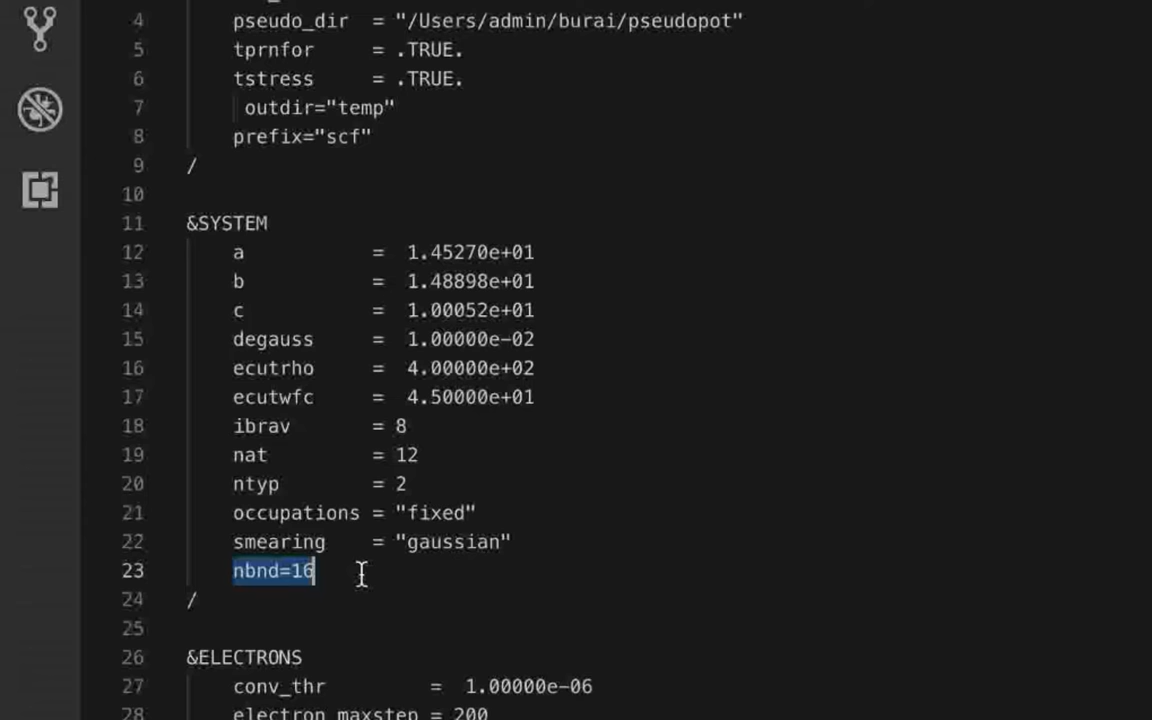 4 pseudo_dir = "/Users/admin/burai/pseudopot"
5 tprnfor = .TRUE.
6 tstress = .TRUE.
7 outdir="temp"
8 prefix="scf"
9 /
10
11 &SYSTEM
12 a = 1.45270e+01
13 b = 1.48898e+01
14 c = 1.00052e+01
15 degauss = 1.00000e-02
16 ecutrho = 4.00000e+02
17 ecutwfc = 4.50000e+01
18 ibrav = 8
19 nat = 12
20 ntyp = 2
21 occupations = "fixed"
22 smearing = "gaussian"
23 nbnd=16
24 /
25
26 &ELECTRONS
27 conv_thr = 1.00000e-06
28 electron_maxstep = 200